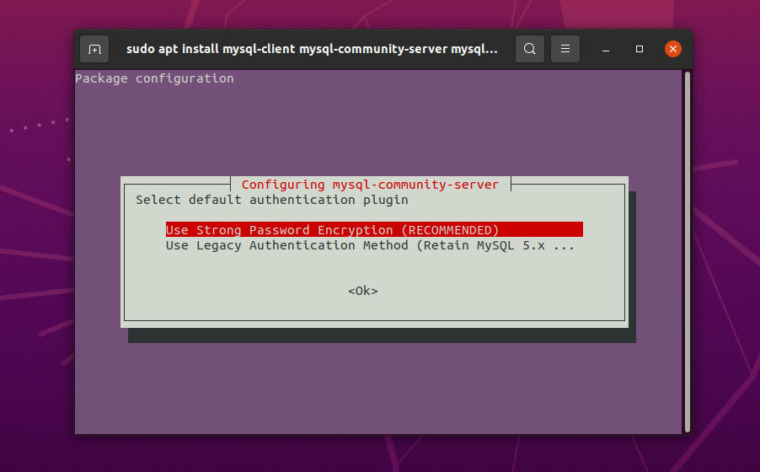 sudo apt install mysql-client mysql-community-server mysql...
Package configuration
Configuring mysql-community-server
Select default authentication plugin
Use Strong Password Encryption (RECOMMENDED)
Use Legacy Authentication Method (Retain MySQL 5.x ...
<Ok>